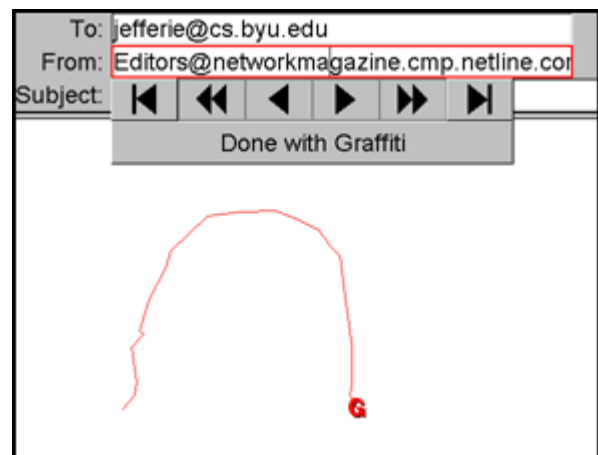 To: jefferie@cs.byu.edu
From: Editors@networkmagazine.cmp.netline.cor
Subject:
Done with Graffiti
G